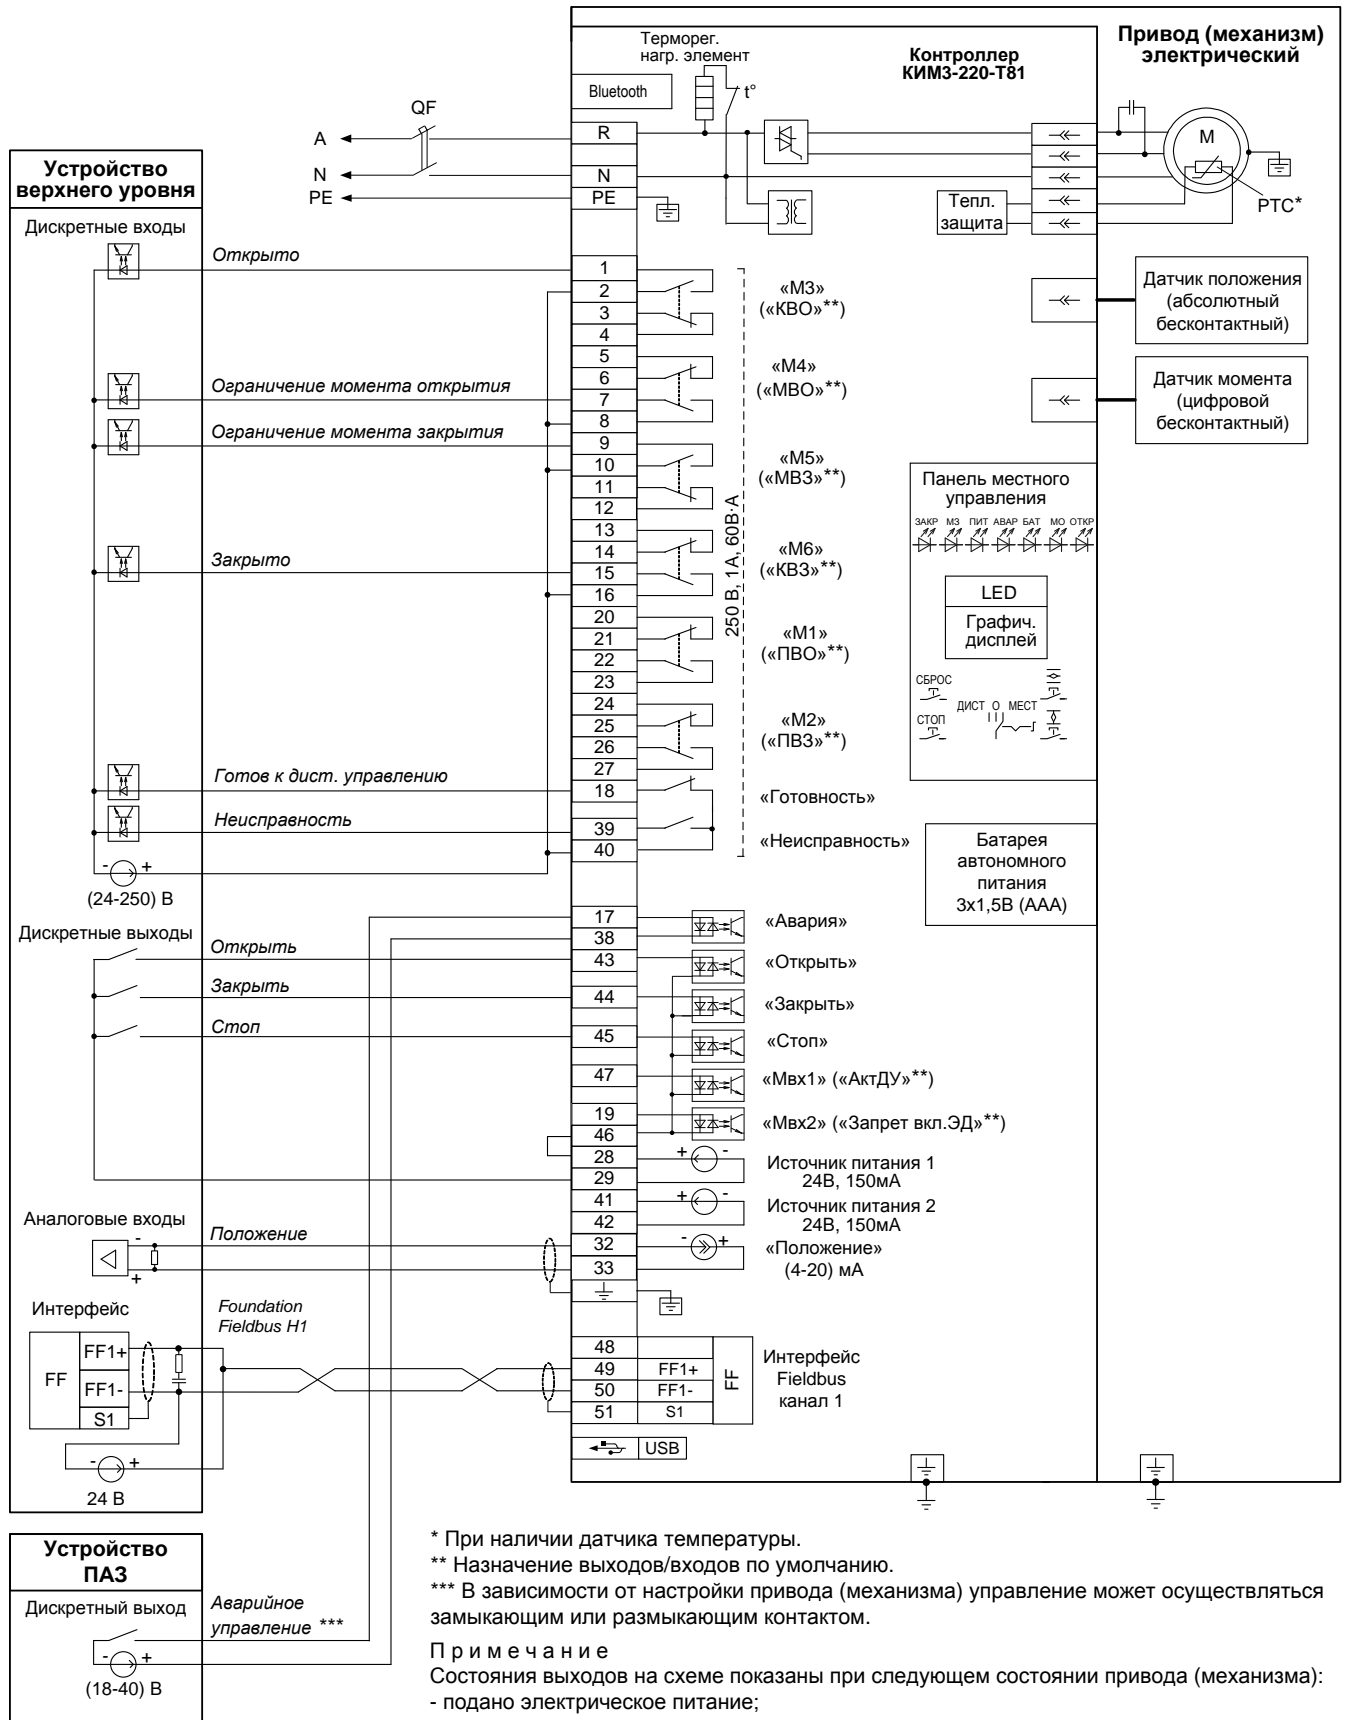 Привод (механизм)
электрический
Контроллер
КИМ3-220-Т81
Терморег.
нагр. элемент
t°
Bluetooth
QF
A
N
PE
R
N
PE
M
PTC*
Тепл.
защита
Устройство
верхнего уровня
Дискретные входы
Открыто
Ограничение момента открытия
Ограничение момента закрытия
Закрыто
Готов к дист. управлению
Неисправность
- +
(24-250) В
1
2
3
4
«М3»
(«КВО»**)
5
6
7
8
«М4»
(«МВО»**)
9
10
11
12
«М5»
(«МВЗ»**)
13
14
15
16
«М6»
(«КВЗ»**)
20
21
22
23
«М1»
(«ПВО»**)
24
25
26
27
«М2»
(«ПВЗ»**)
18
«Готовность»
39
40
«Неисправность»
250 В, 1А, 60В·А
Датчик положения
(абсолютный
бесконтактный)
Датчик момента
(цифровой
бесконтактный)
Панель местного
управления
ЗАКР МЗ ПИТ АВАР БАТ МО ОТКР
LED
Графич.
дисплей
СБРОС
СТОП
ДИСТ О МЕСТ
Батарея
автономного
питания
3х1,5В (ААА)
Дискретные выходы
Открыть
Закрыть
Стоп
17
38
«Авария»
43
«Открыть»
44
«Закрыть»
45
«Стоп»
47
«Мвх1» («АктДУ»**)
19
46
«Мвх2» («Запрет вкл.ЭД»**)
28
29
+ -
Источник питания 1
24В, 150мА
41
42
+ -
Источник питания 2
24В, 150мА
Аналоговые входы
-
+
Положение
32
33
- +
«Положение»
(4-20) мА
Интерфейс
Foundation
Fieldbus H1
FF
FF1+
FF1-
S1
- +
24 В
48
49 FF1+
50 FF1-
51 S1
FF
Интерфейс
Fieldbus
канал 1
USB
Устройство
ПАЗ
Дискретный выход
Аварийное
управление ***
- +
(18-40) В
* При наличии датчика температуры.
** Назначение выходов/входов по умолчанию.
*** В зависимости от настройки привода (механизма) управление может осуществляться
замыкающим или размыкающим контактом.
П р и м е ч а н и е
Состояния выходов на схеме показаны при следующем состоянии привода (механизма):
- подано электрическое питание;